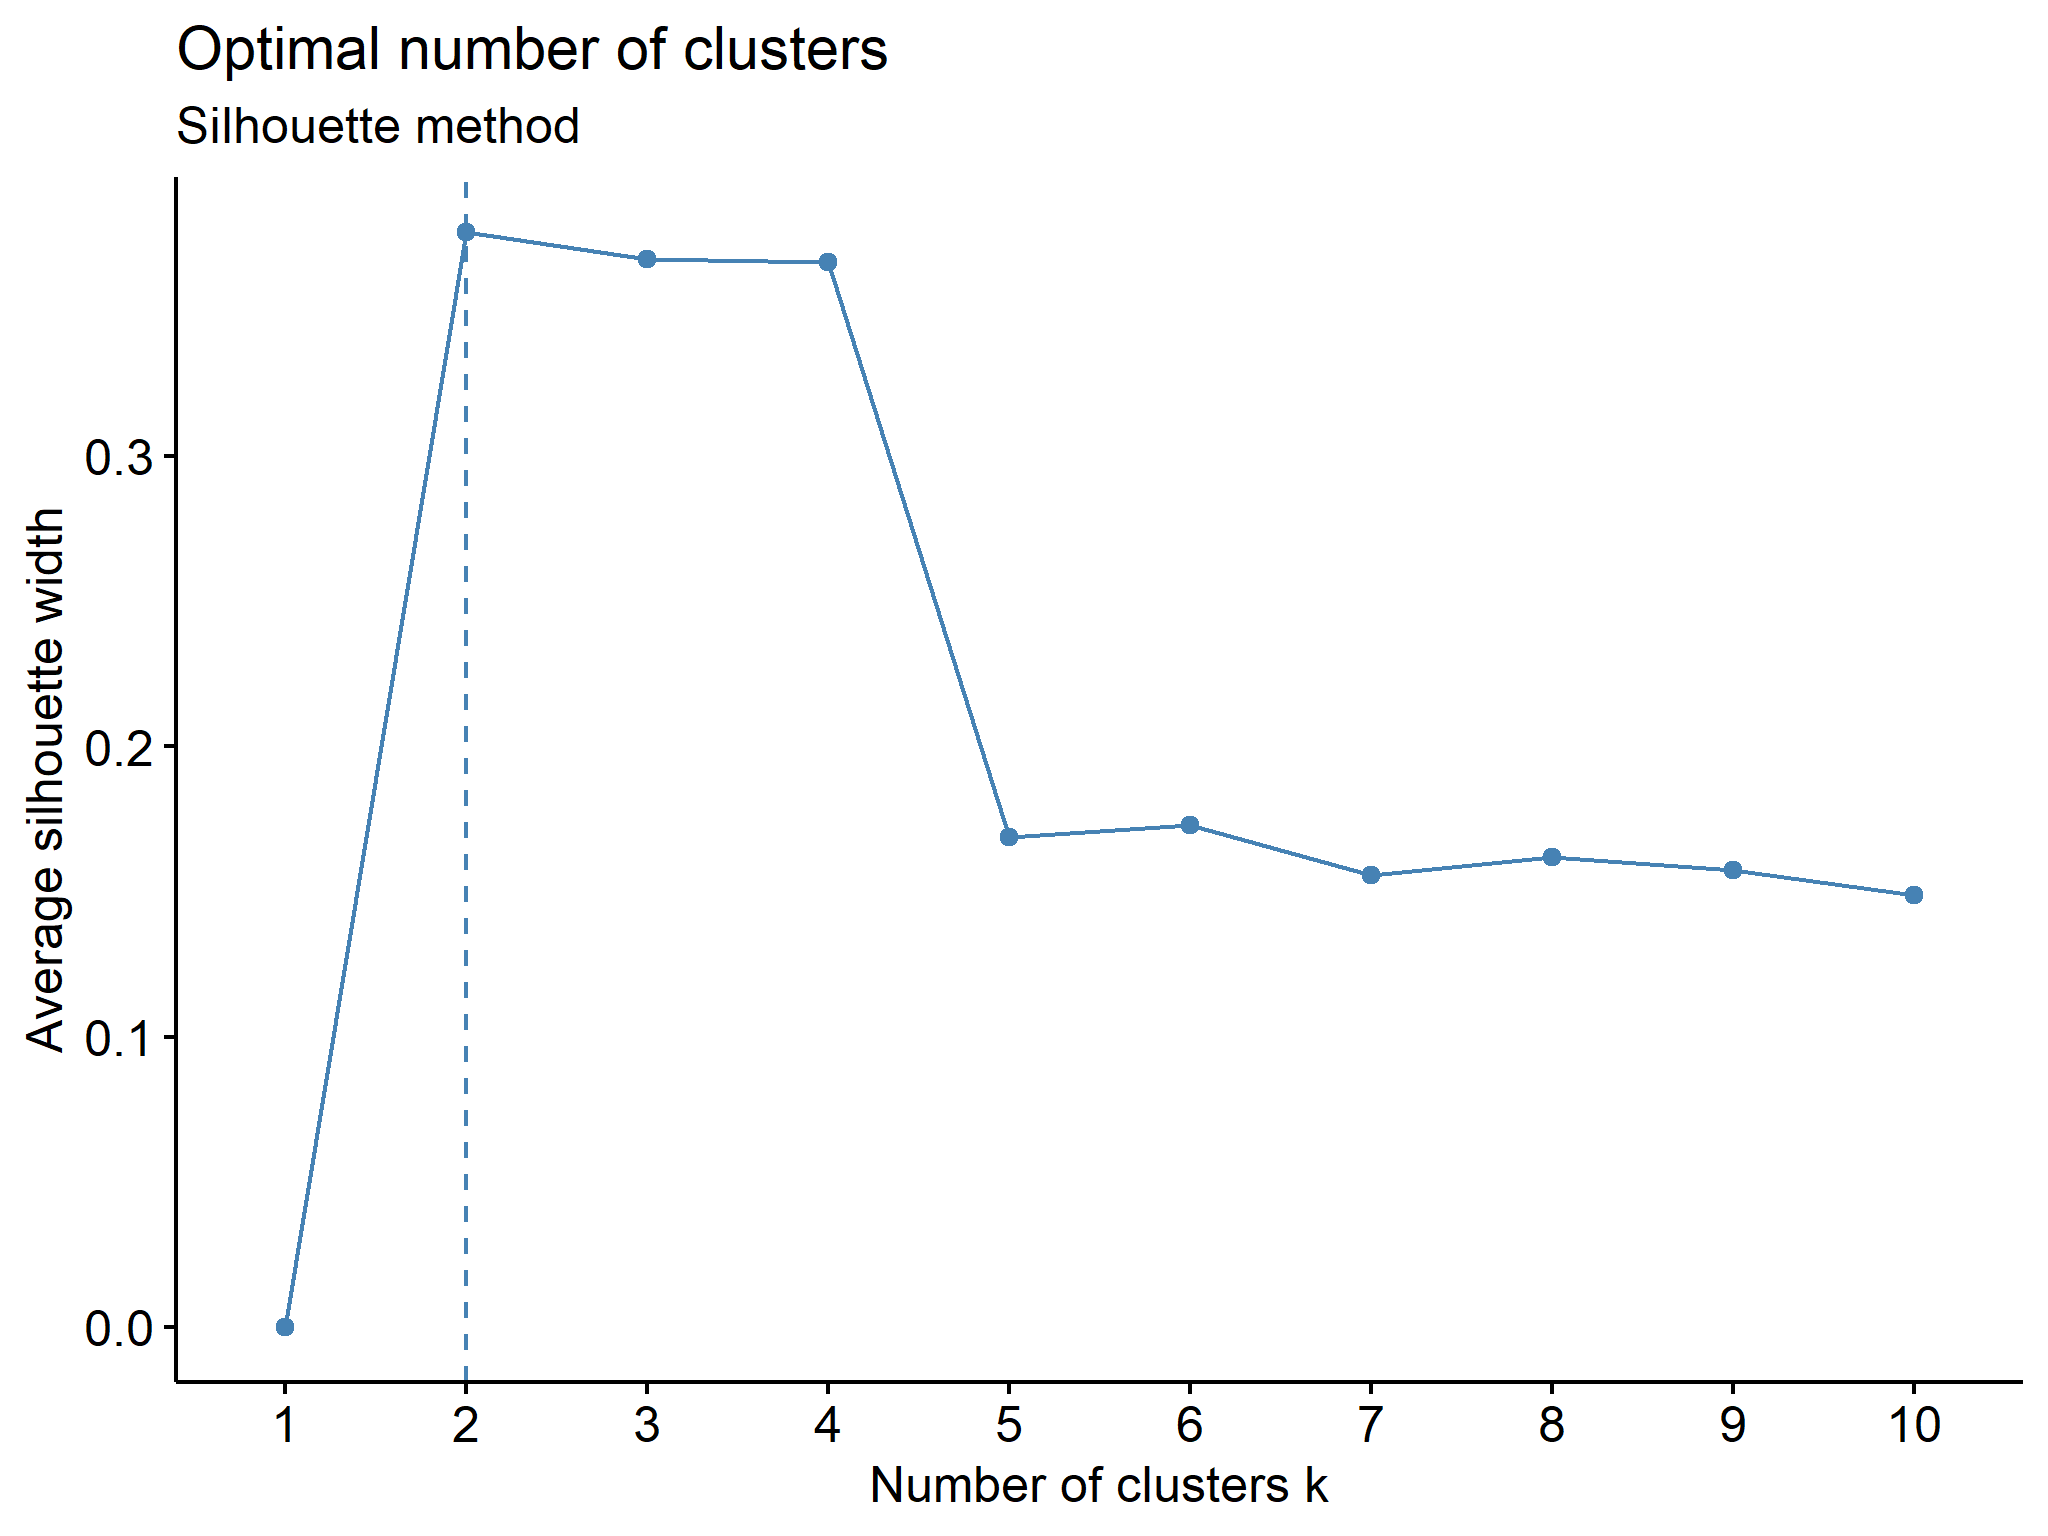 Optimal number of clusters
Silhouette method
Average silhouette width
0.3
0.2
0.1
0.0
1 2 3 4 5 6 7 8 9 10
Number of clusters k